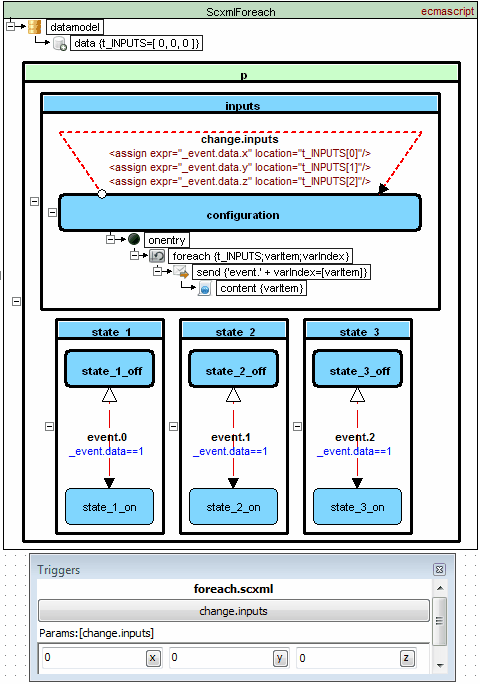 ScxmlForeach ecmascript
datamodel
data {t_INPUTS=[ 0, 0, 0 ]}
p
inputs
change.inputs
<assign expr="_event.data.x" location="t_INPUTS[0]"/>
<assign expr="_event.data.y" location="t_INPUTS[1]"/>
<assign expr="_event.data.z" location="t_INPUTS[2]"/>
configuration
onentry
foreach {t_INPUTS;varItem;varIndex}
send {'event.' + varIndex=[varItem]}
content {varItem}
state_1 state_2 state_3
state_1_off state_2_off state_3_off
event.0 event.1 event.2
_event.data==1 _event.data==1 _event.data==1
state_1_on state_2_on state_3_on
Triggers
foreach.scxml
change.inputs
Params:[change.inputs]
0 x 0 y 0 z